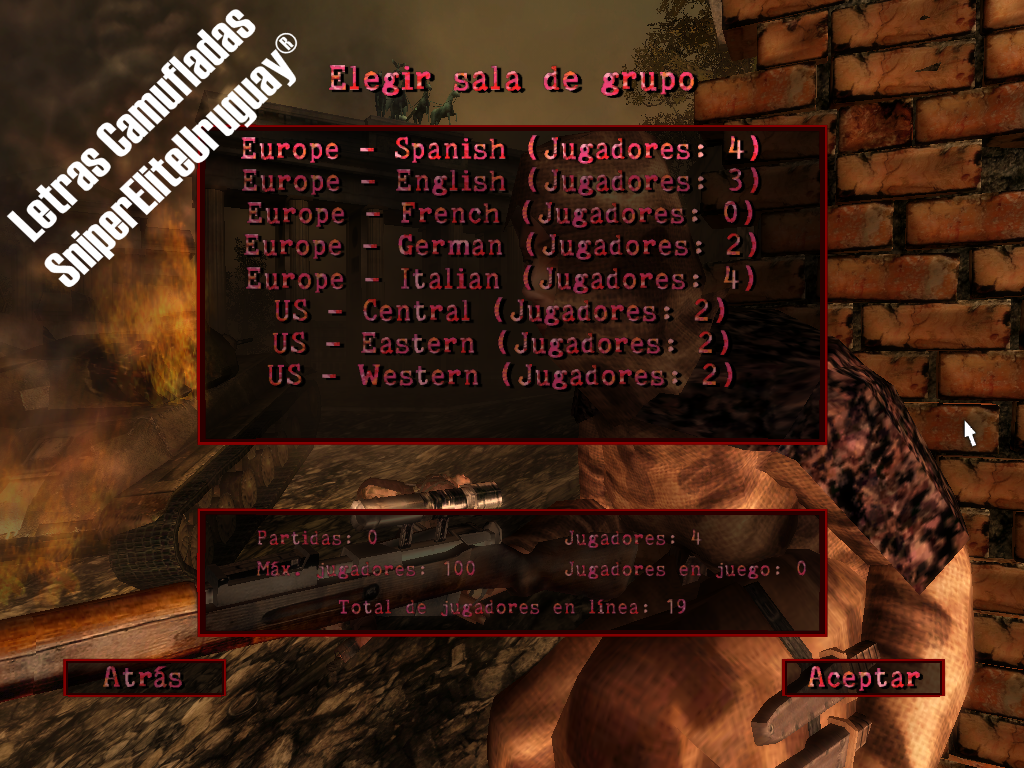 Letras Camufladas
SniperEliteUruguay®
Elegir sala de grupo
Europe - Spanish (Jugadores: 4)
Europe - English (Jugadores: 3)
Europe - French (Jugadores: 0)
Europe - German (Jugadores: 2)
Europe - Italian (Jugadores: 4)
US - Central (Jugadores: 2)
US - Eastern (Jugadores: 2)
US - Western (Jugadores: 2)
Partidas: 0 Jugadores: 4
Máx. jugadores: 100 Jugadores en juego: 0
Total de jugadores en línea: 19
Atrás Aceptar